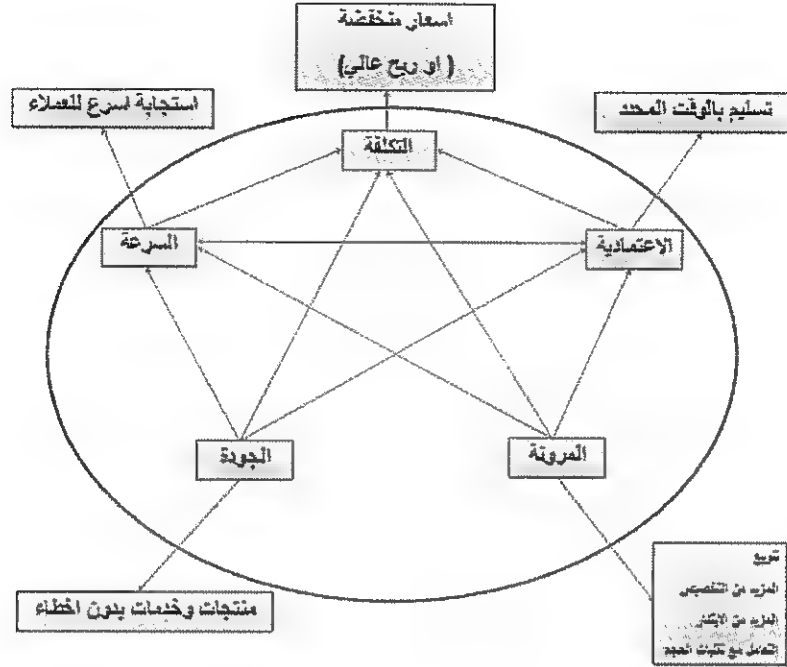 اسعار منخفضة
( او ربح عالي)
استجابة اسرع للعملاء
تسليم بالوقت المحدد
التكلفة
السرعة
الاعتمادية
الجودة
المرونة
منتجات وخدمات بدون اخطاء
تنويع
المزيد من التخصيص
المزيد من الابتكار
التعامل مع تقلبات الحجم